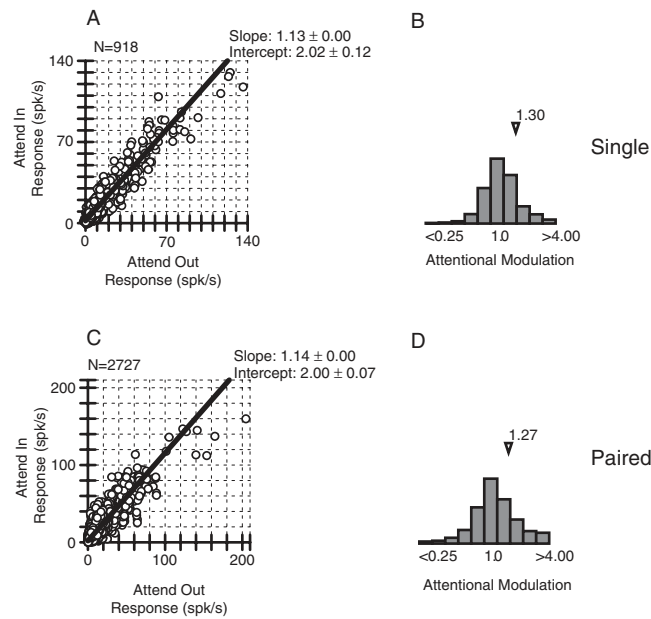 A
Slope: 1.13 ± 0.00
Intercept: 2.02 ± 0.12
N=918
140
70
0
Attend In
Response (spk/s)
0 70 140
Attend Out
Response (spk/s)
B
1.30
Single
<0.25 1.0 >4.00
Attentional Modulation
C
Slope: 1.14 ± 0.00
Intercept: 2.00 ± 0.07
N=2727
200
100
0
Attend In
Response (spk/s)
0 100 200
Attend Out
Response (spk/s)
D
1.27
Paired
<0.25 1.0 >4.00
Attentional Modulation